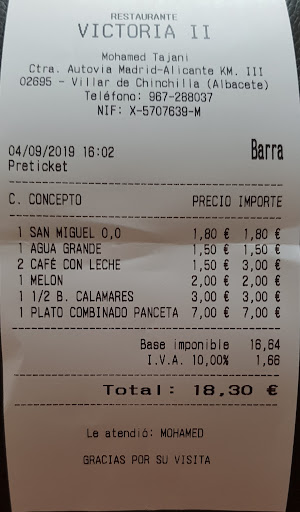 RESTAURANTE
VICTORIA II
Mohamed Tajani
Ctra. Autovia Madrid-Alicante KM. III
02695 - Villar de Chinchilla (Albacete)
Teléfono: 967-288037
NIF: X-5707639-M
04/09/2019 16:02 Barra
Preticket
C. CONCEPTO PRECIO IMPORTE
1 SAN MIGUEL 0,0 1,80 € 1,80 €
1 AGUA GRANDE 1,50 € 1,50 €
2 CAFÉ CON LECHE 1,50 € 3,00 €
1 MELON 2,00 € 2,00 €
1 1/2 B. CALAMARES 3,00 € 3,00 €
1 PLATO COMBINADO PANCETA 7,00 € 7,00 €
Base imponible 16,64
I.V.A. 10,00% 1,66
Total: 18,30 €
Le atendió: MOHAMED
GRACIAS POR SU VISITA